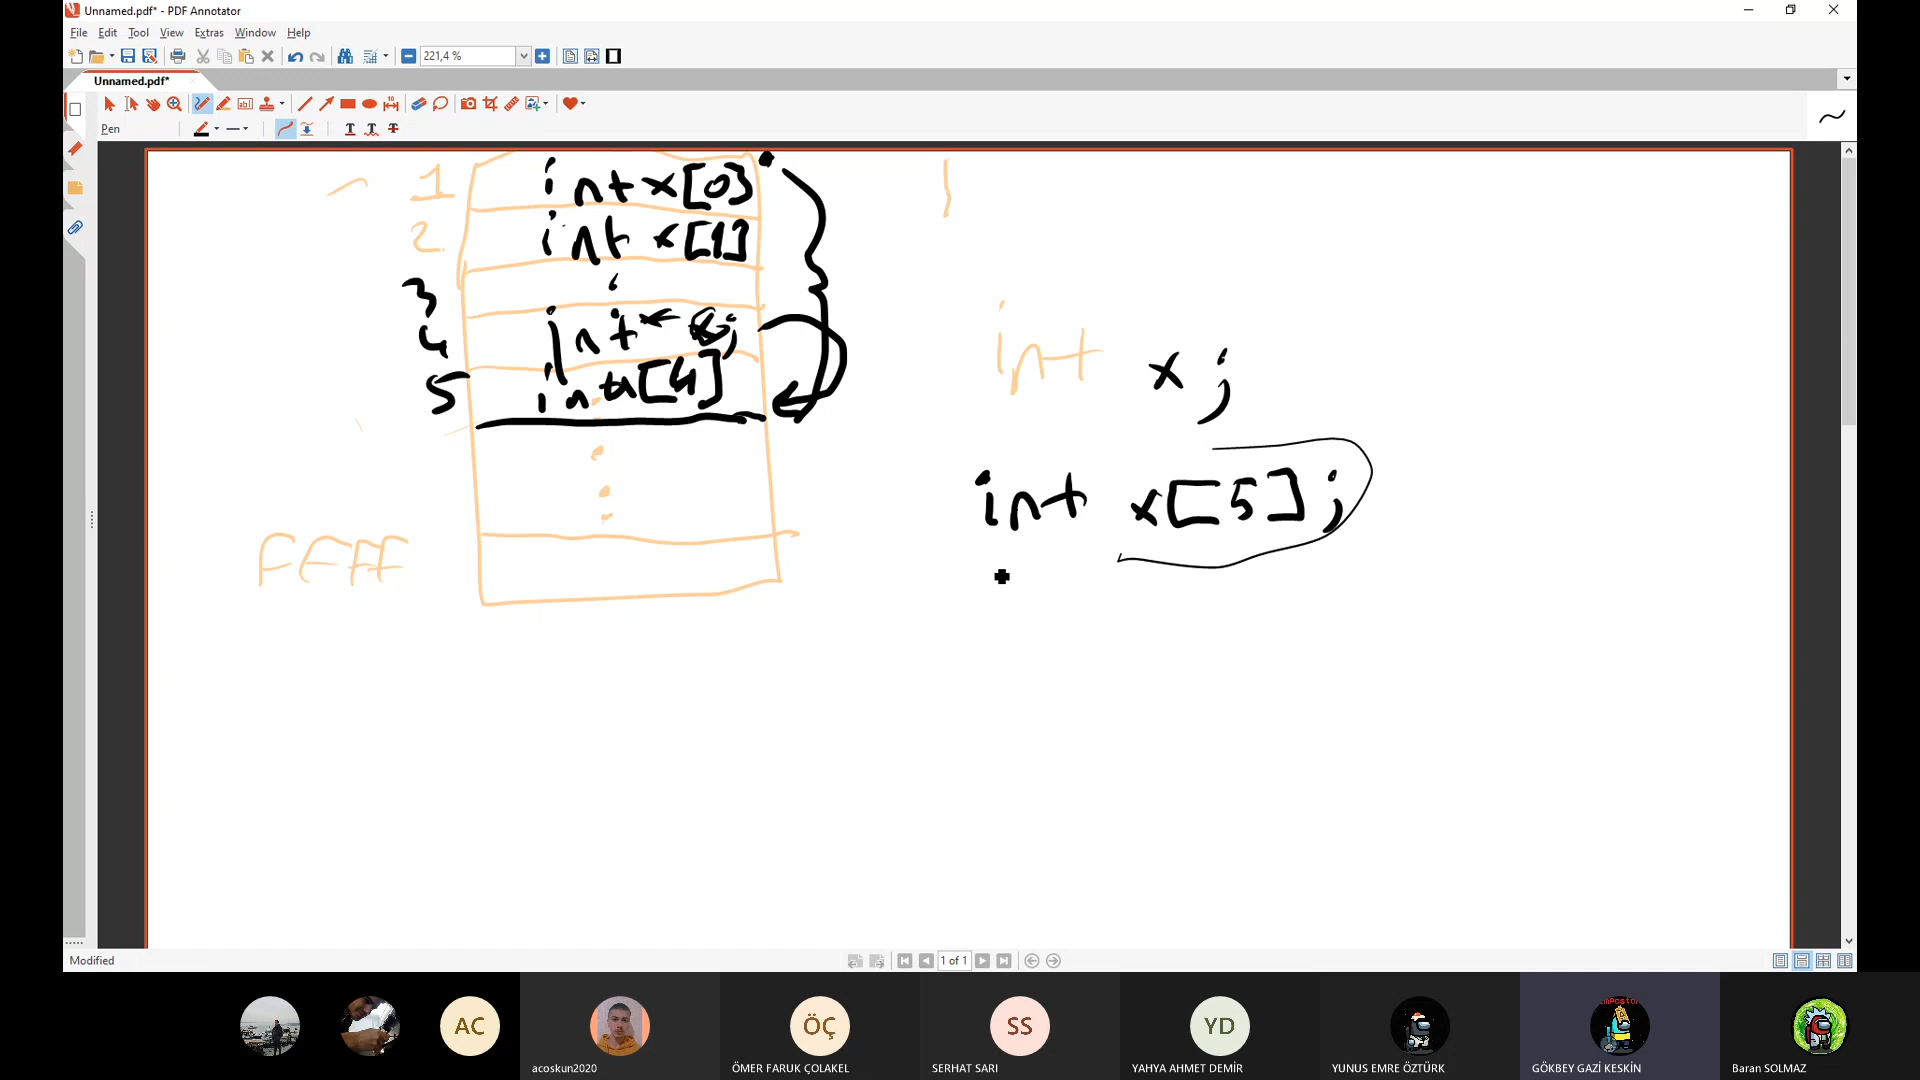 Unnamed.pdf* - PDF Annotator
File Edit Tool View Extras Window Help
221,4 %
Unnamed.pdf*
Pen
1 int x[0]
2 int x[1]
3
4 int
5 int [4]
FFFF
int x;
int x[5];
Modified
1 of 1
AC
ÖÇ
SS
YD
acoskun2020
ÖMER FARUK ÇOLAKEL
SERHAT SARI
YAHYA AHMET DEMİR
YUNUS EMRE ÖZTÜRK
GÖKBEY GAZİ KESKİN
Baran SOLMAZ